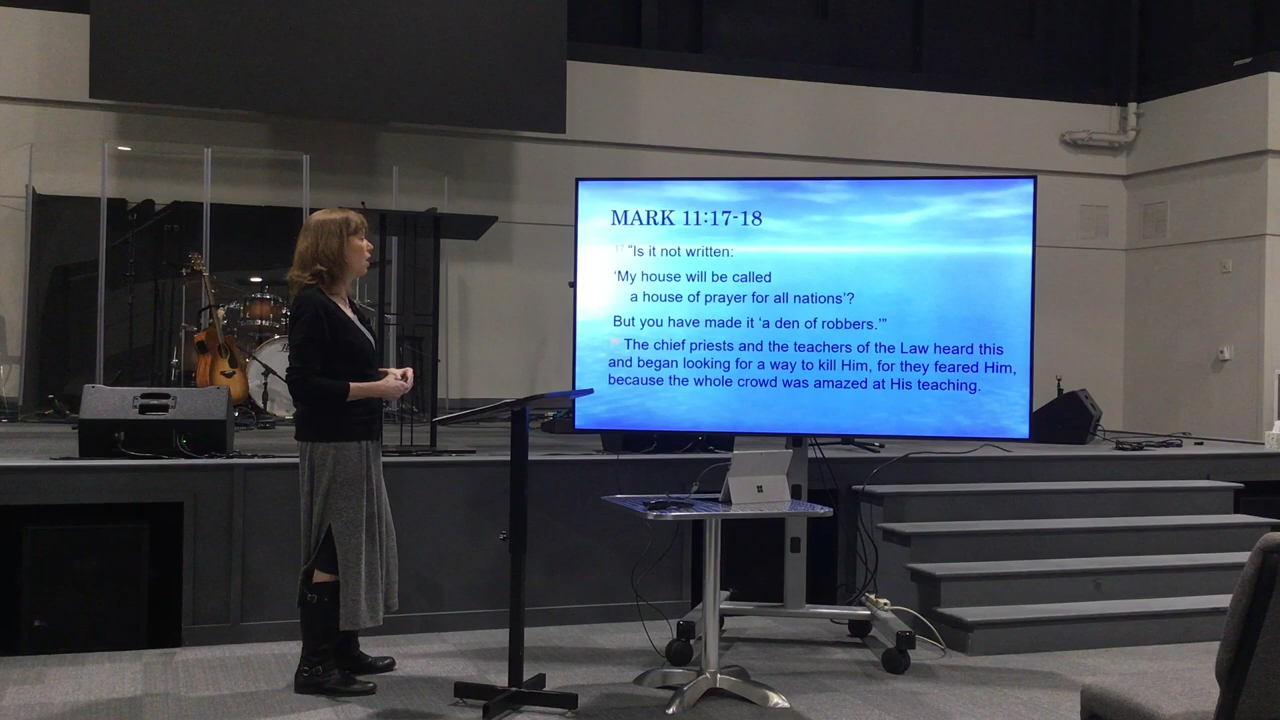 MARK 11:17-18
17 "Is it not written:
'My house will be called
a house of prayer for all nations'?
But you have made it 'a den of robbers.'"
The chief priests and the teachers of the Law heard this
and began looking for a way to kill Him, for they feared Him,
because the whole crowd was amazed at His teaching.